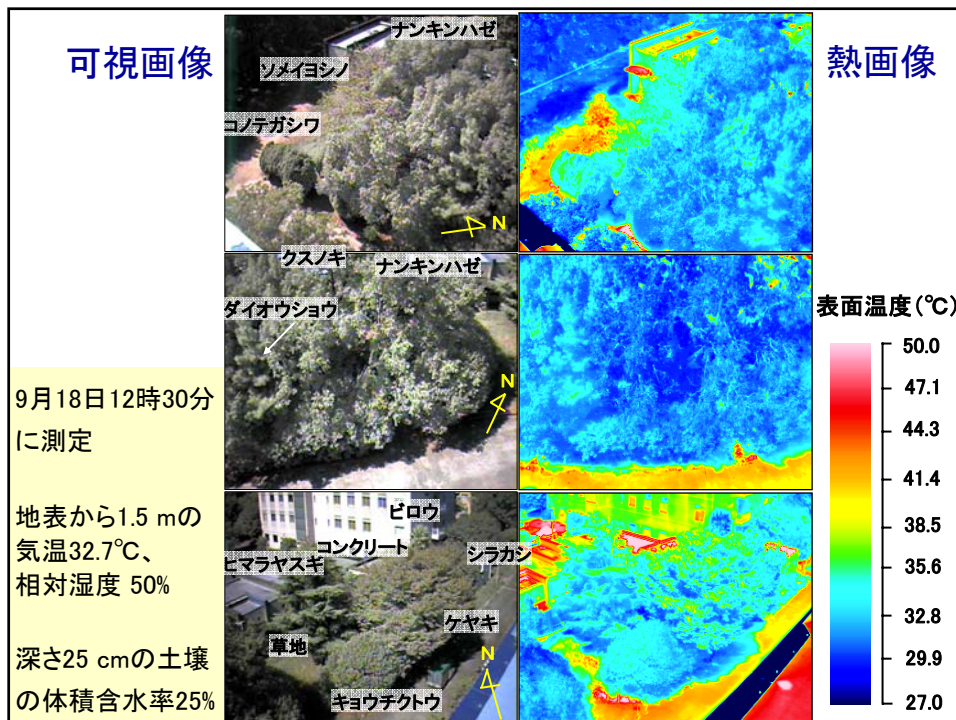 可視画像
熱画像
ナンキンハゼ
ソメイヨシノ
コノテガシワ
N
クスノキ
ナンキンハゼ
ダイオウショウ
N
表面温度(℃)
50.0
47.1
44.3
41.4
38.5
35.6
32.8
29.9
27.0
9月18日12時30分
に測定
地表から1.5 mの
気温32.7℃、
相対湿度 50%
深さ25 cmの土壌
の体積含水率25%
ビロウ
コンクリート
シラカシ
ヒマラヤスギ
ケヤキ
草地
N
キョウチクトウ